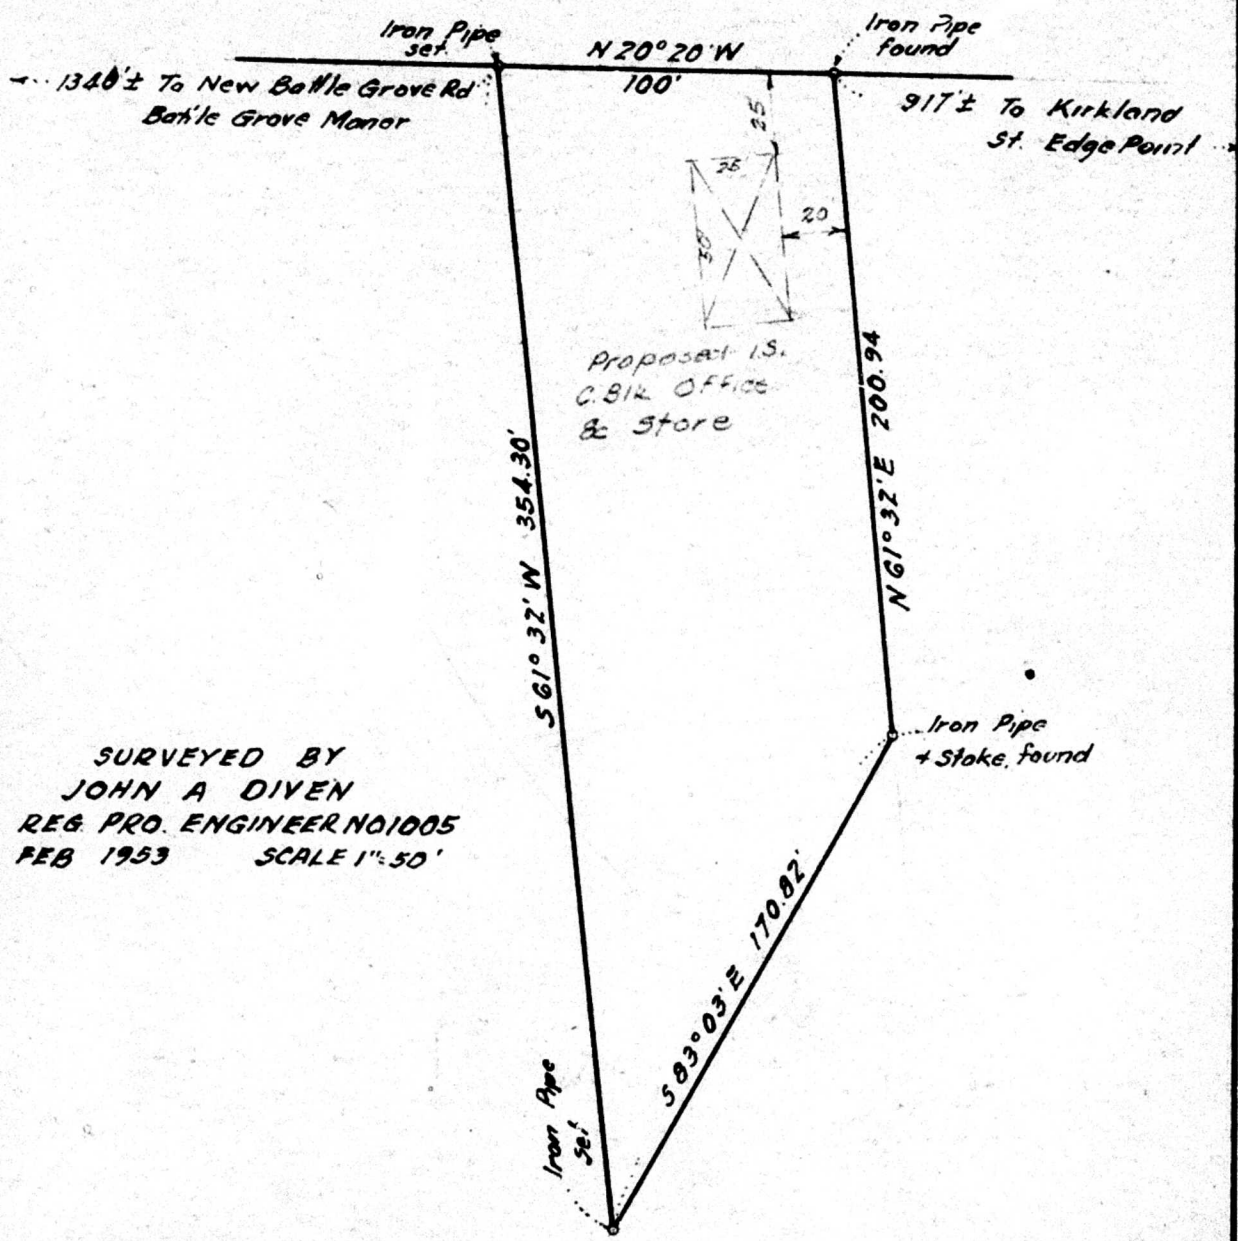 Iron Pipe
set
N 20° 20' W
100'
Iron Pipe
found
1340'± To New Battle Grove Rd
Battle Grove Manor
917'± To Kirkland
St. Edge Point
25
25
50
20
Proposed 1.S.
C. Blk. Office
& Store
N 61° 32' E 200.94
S 61° 32' W 354.30'
Iron Pipe
& Stake found
SURVEYED BY
JOHN A DIVEN
REG. PRO. ENGINEER NO 1005
FEB 1953 SCALE 1"=50'
S 83° 03' E 170.82'
Iron Pipe
Set